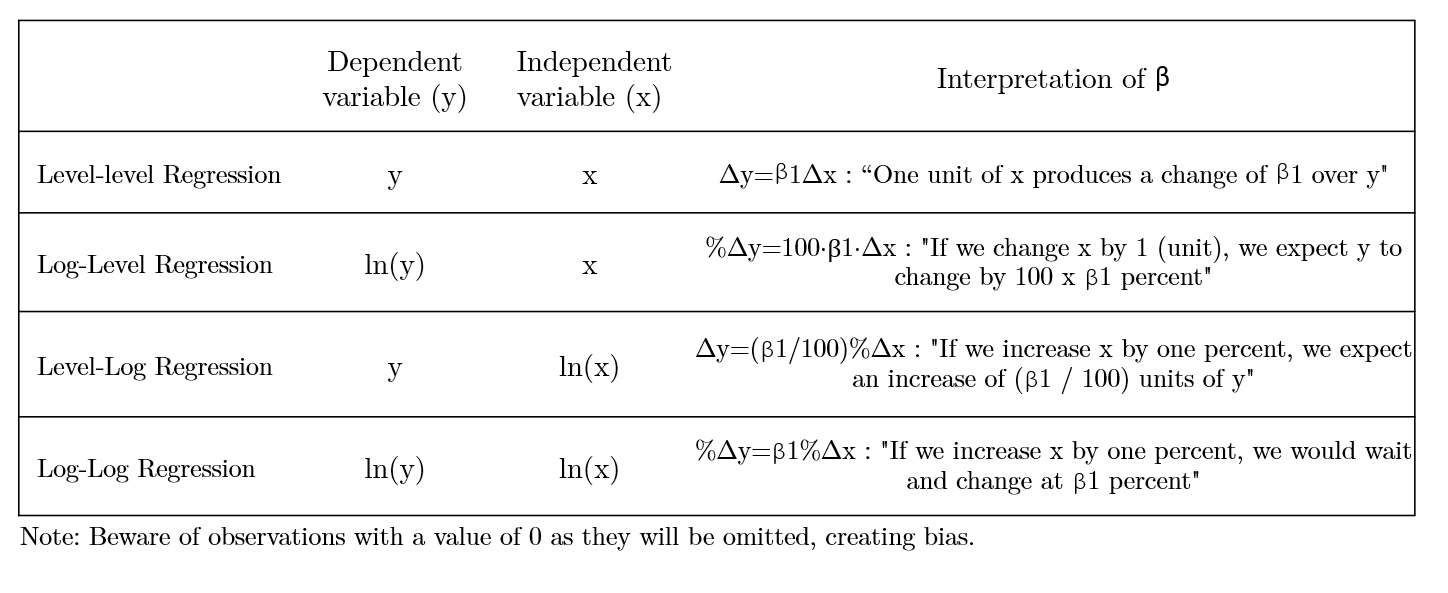 Dependent variable (y)
Independent variable (x)
Interpretation of β
Level-level Regression
y
x
Δy=β1Δx : “One unit of x produces a change of β1 over y"
Log-Level Regression
ln(y)
x
%Δy=100·β1·Δx : "If we change x by 1 (unit), we expect y to
change by 100 x β1 percent"
Level-Log Regression
y
ln(x)
Δy=(β1/100)%Δx : "If we increase x by one percent, we expect
an increase of (β1 / 100) units of y"
Log-Log Regression
ln(y)
ln(x)
%Δy=β1%Δx : "If we increase x by one percent, we would wait
and change at β1 percent"
Note: Beware of observations with a value of 0 as they will be omitted, creating bias.